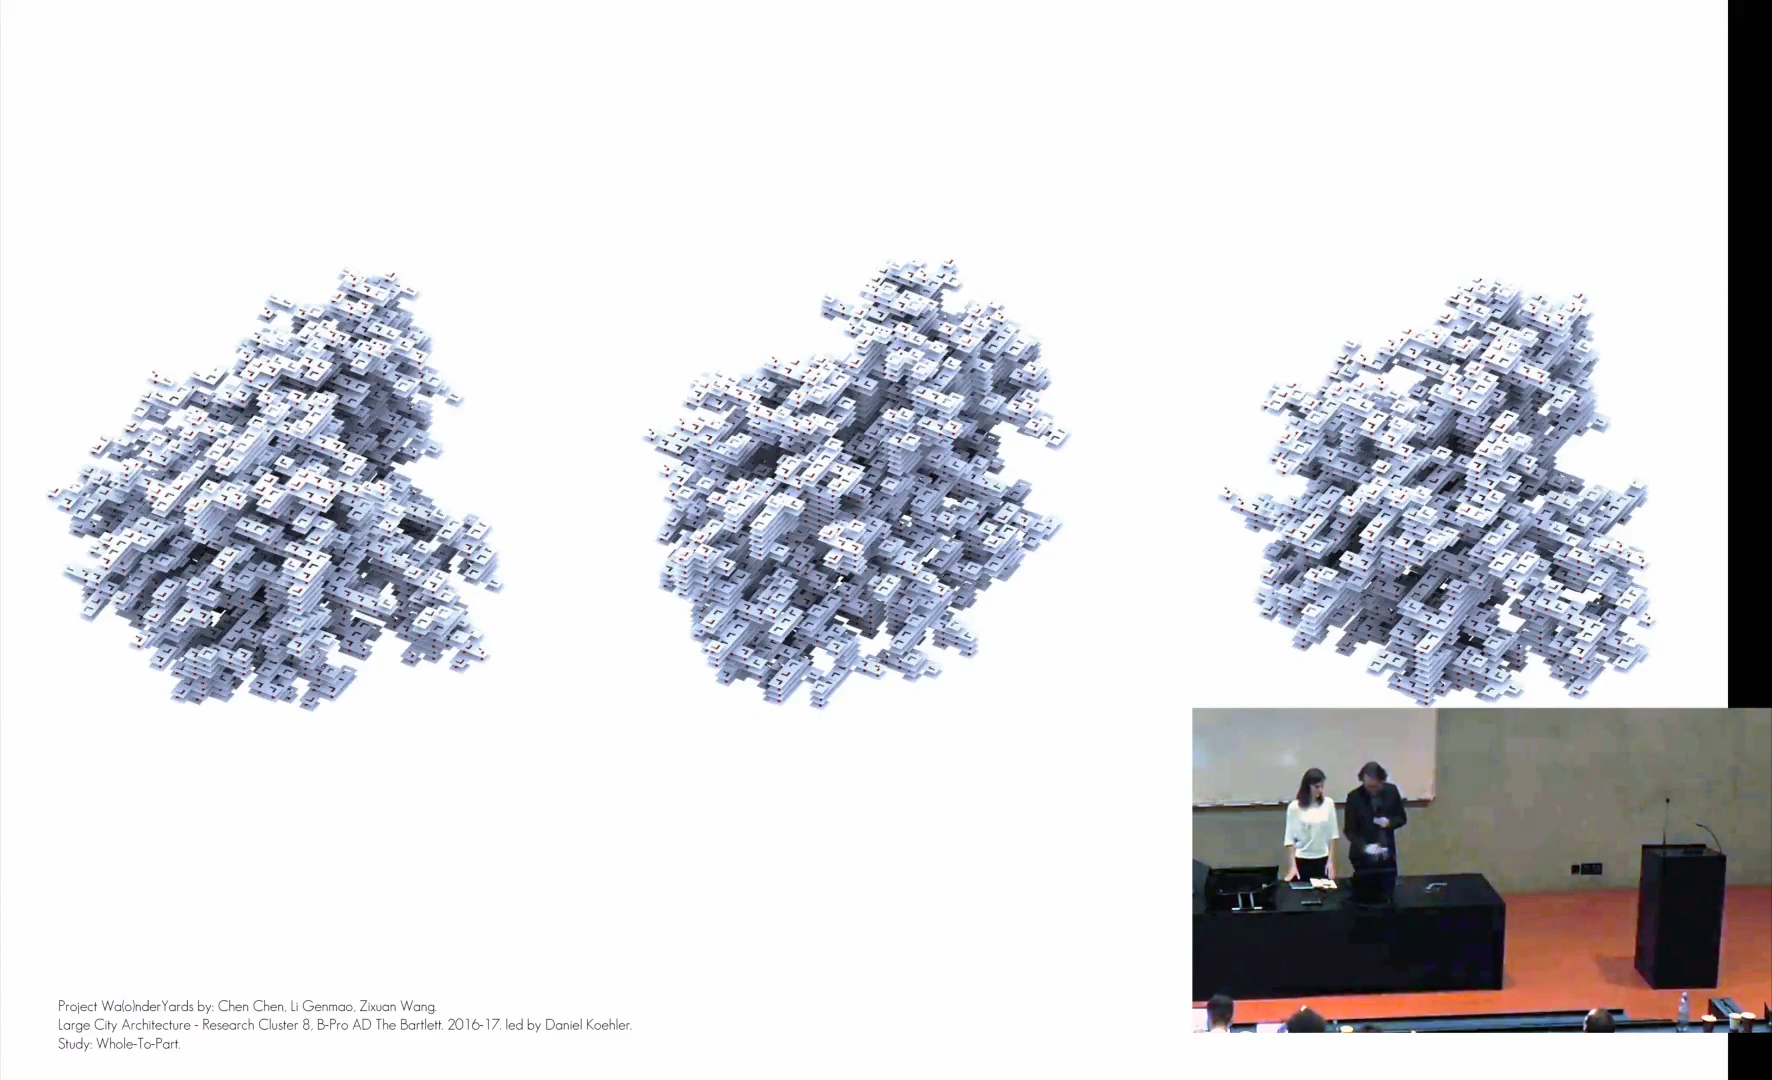 Project Wa(o)nderYards by: Chen Chen, Li Genmao, Zixuan Wang.
Large City Architecture - Research Cluster 8, B-Pro AD The Bartlett. 2016-17. led by Daniel Koehler.
Study: Whole-To-Part.